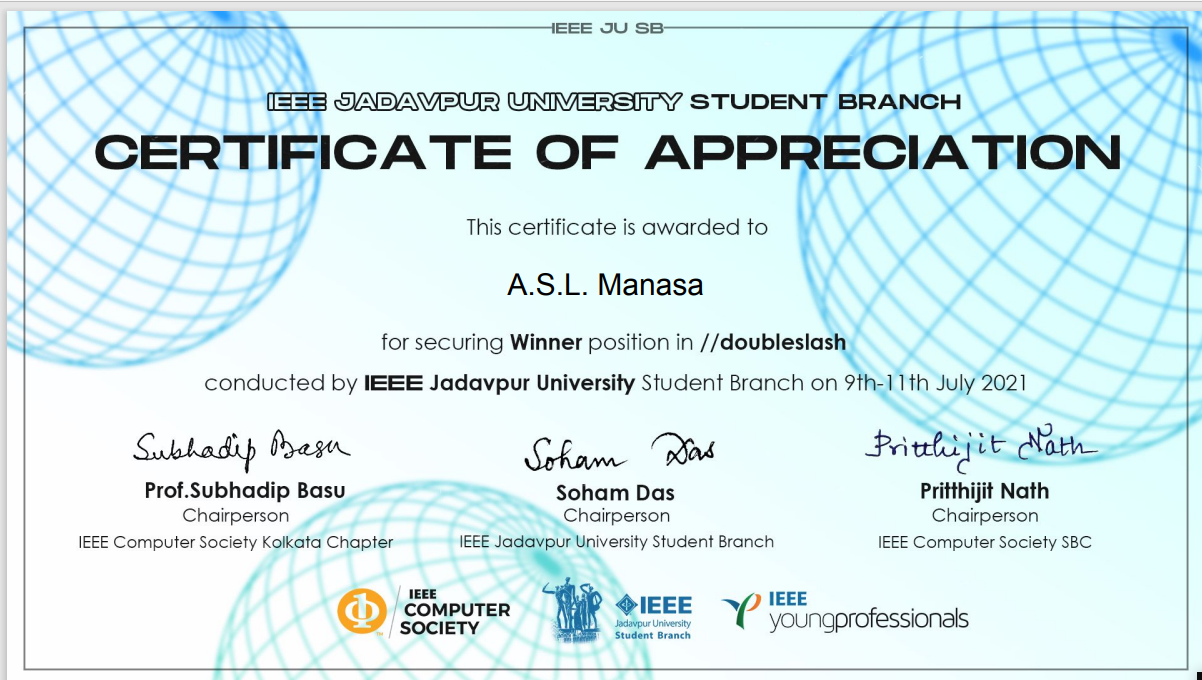 IEEE JU SB
IEEE JADAVPUR UNIVERSITY STUDENT BRANCH
CERTIFICATE OF APPRECIATION
This certificate is awarded to
A.S.L. Manasa
for securing Winner position in //doubleslash
conducted by IEEE Jadavpur University Student Branch on 9th-11th July 2021
Subhadip Basu
Soham Das
Pritthijit Nath
Prof.Subhadip Basu
Soham Das
Pritthijit Nath
Chairperson
Chairperson
Chairperson
IEEE Computer Society Kolkata Chapter
IEEE Jadavpur University Student Branch
IEEE Computer Society SBC
IEEE
COMPUTER
SOCIETY
IEEE
Jadavpur University
Student Branch
IEEE
youngprofessionals